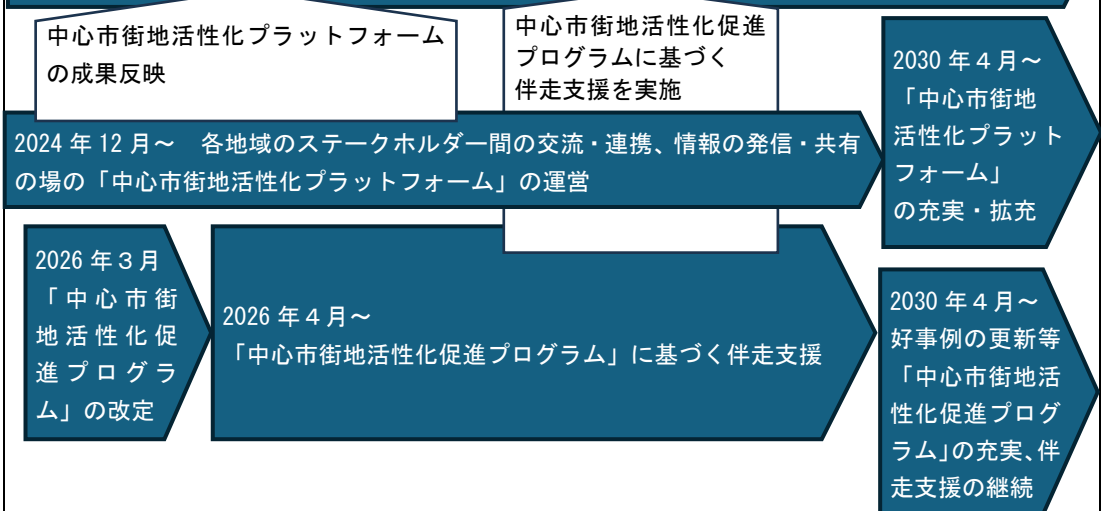 中心市街地活性化プラットフォーム
の成果反映
中心市街地活性化促進
プログラムに基づく
伴走支援を実施
2024 年 12 月～　各地域のステークホルダー間の交流・連携、情報の発信・共有
の場の「中心市街地活性化プラットフォーム」の運営
2030 年４月～
「中心市街地
活性化プラット
フォーム」
の充実・拡充
2026 年３月
「中心市街
地活性化促
進プログラ
ム」の改定
2026 年４月～
「中心市街地活性化促進プログラム」に基づく伴走支援
2030 年４月～
好事例の更新等
「中心市街地活
性化促進プログ
ラム」の充実、伴
走支援の継続